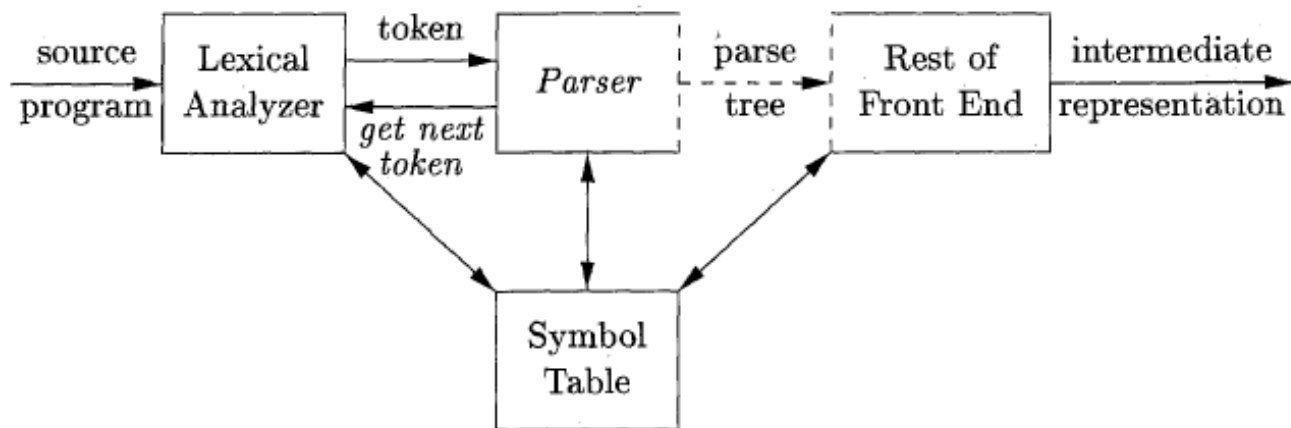 source
program
Lexical
Analyzer
token
get next
token
Parser
parse
tree
Rest of
Front End
intermediate
representation
Symbol
Table